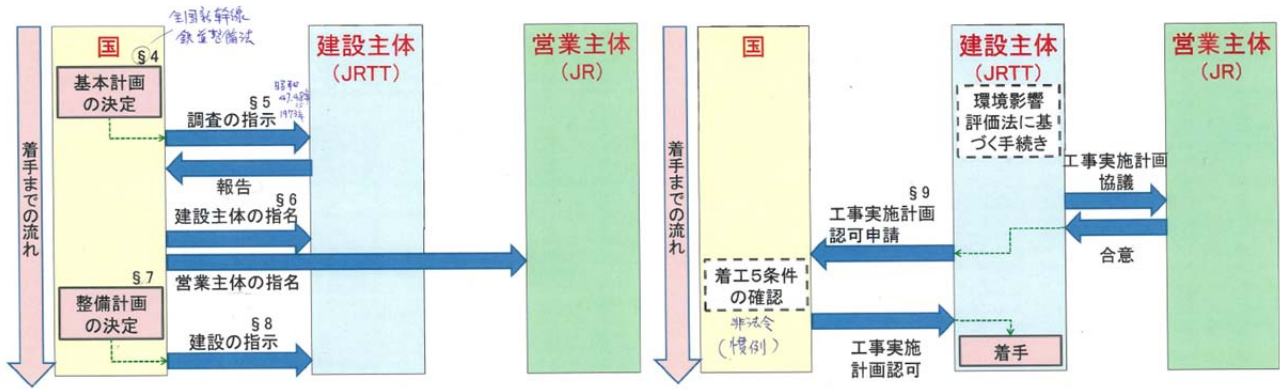 全国新幹線
鉄道整備法
着手までの流れ
国
建設主体
（JRTT）
営業主体
（JR）
§4
基本計画
の決定
昭和
1973年
§5
調査の指示
報告
§6
建設主体の指名
営業主体の指名
§7
整備計画
の決定
§8
建設の指示
着手までの流れ
国
建設主体
（JRTT）
営業主体
（JR）
環境影響
評価法に基
づく手続き
工事実施計画
協議
合意
§9
工事実施計画
認可申請
着工5条件
の確認
非法令
(慣例)
工事実施
計画認可
着手